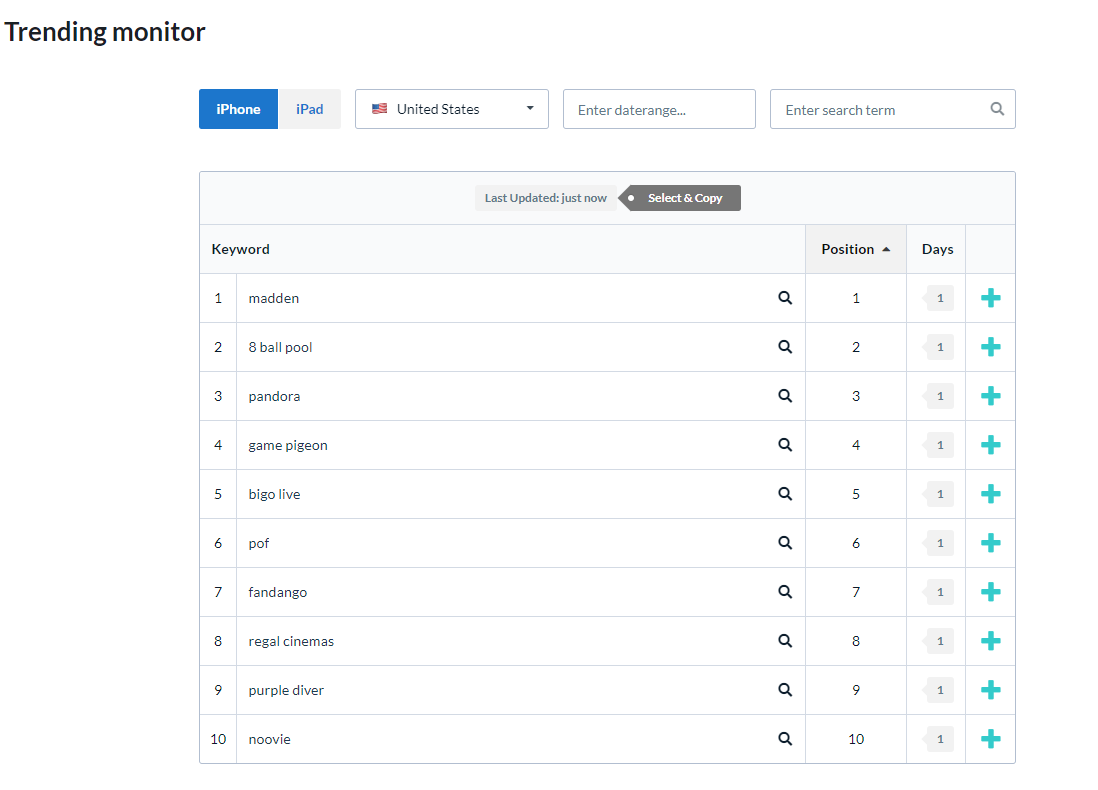 Trending monitor
iPhone iPad United States Enter daterange... Enter search term
Last Updated: just now Select & Copy
Keyword Position Days
1 madden 1 1
2 8 ball pool 2 1
3 pandora 3 1
4 game pigeon 4 1
5 bigo live 5 1
6 pof 6 1
7 fandango 7 1
8 regal cinemas 8 1
9 purple diver 9 1
10 noovie 10 1